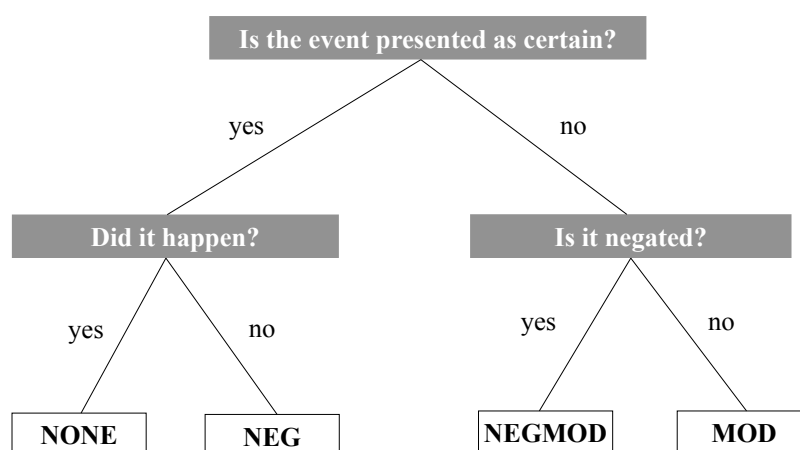 Is the event presented as certain?
yes
no
Did it happen?
Is it negated?
yes
no
yes
no
NONE
NEG
NEGMOD
MOD